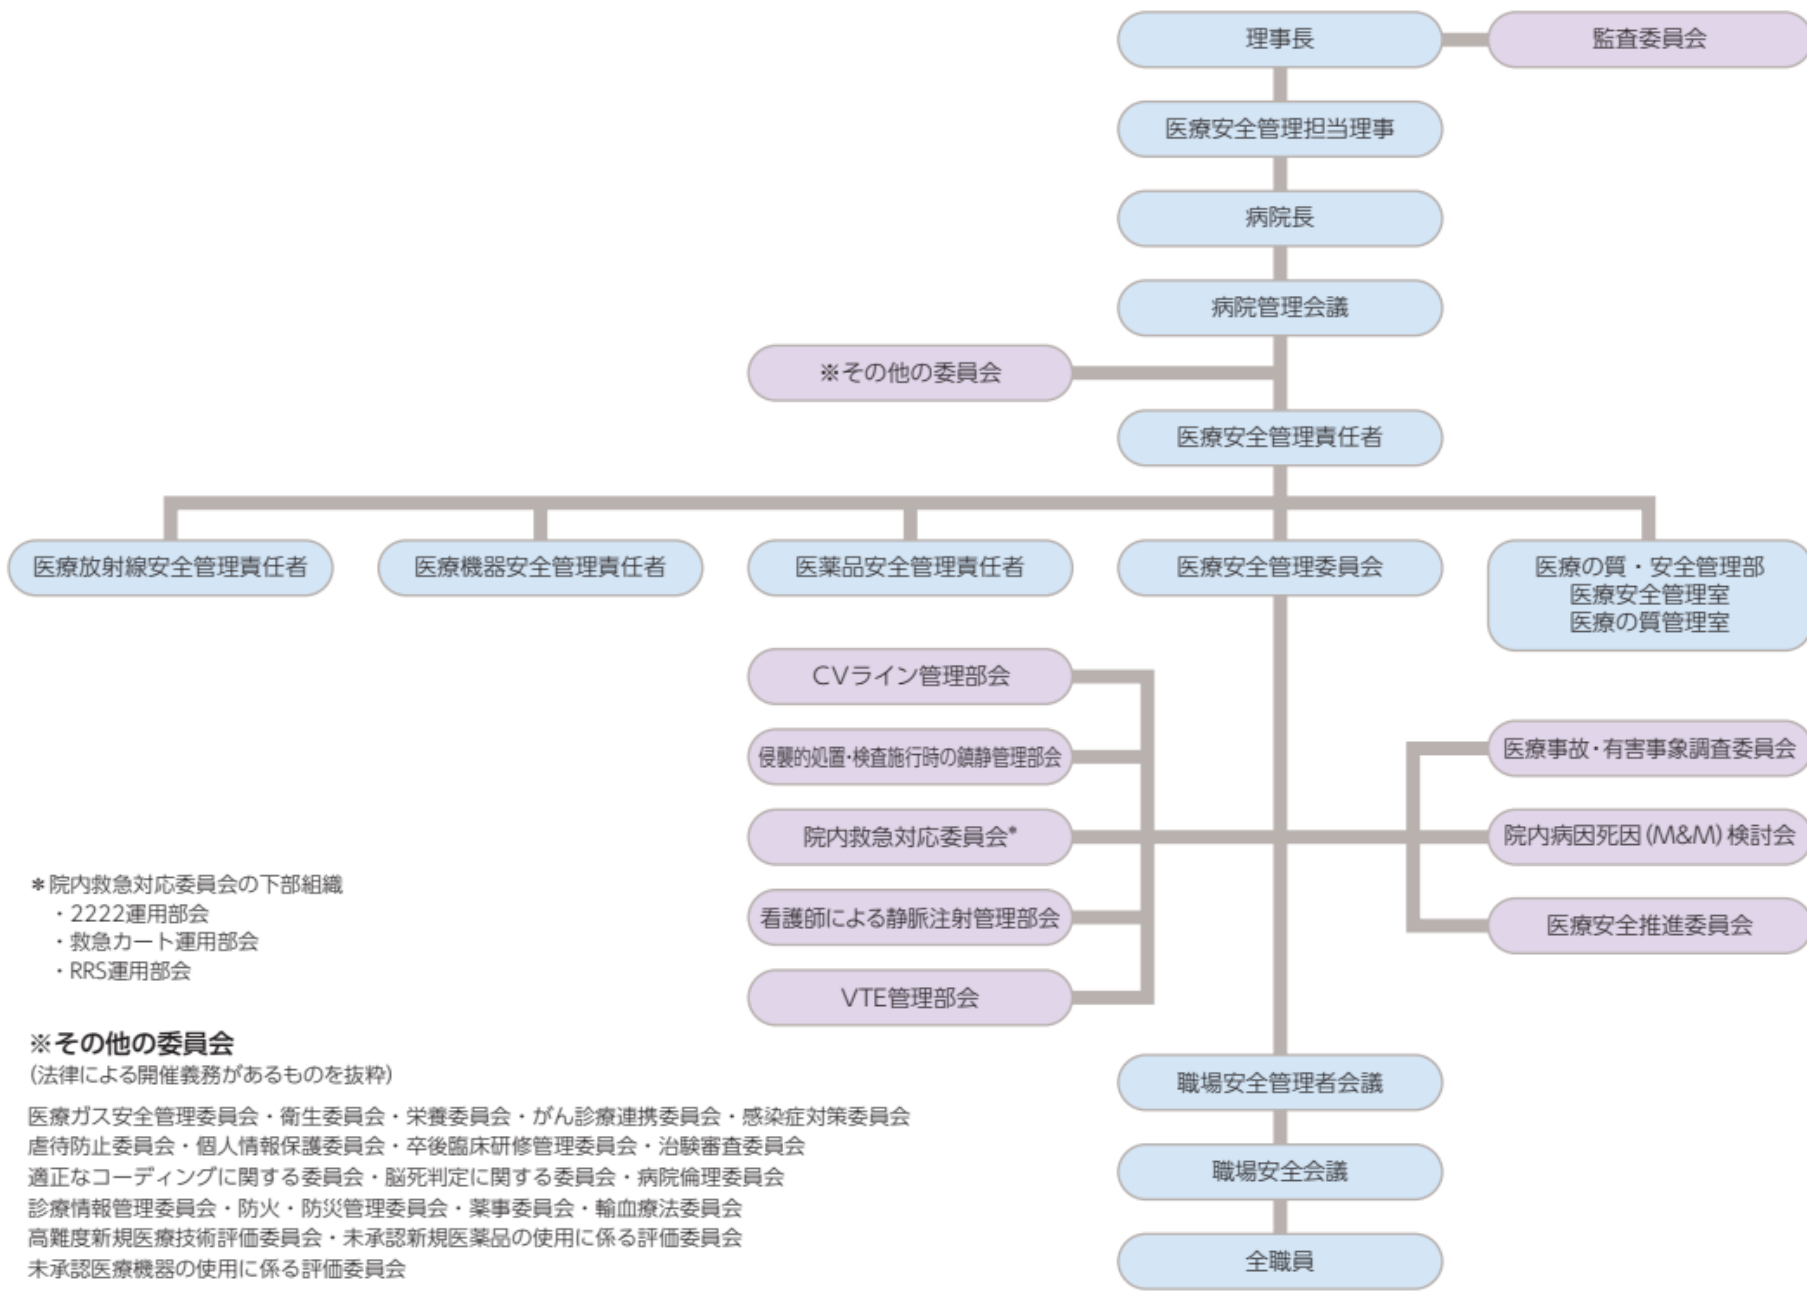 理事長
監査委員会
医療安全管理担当理事
病院長
病院管理会議
※その他の委員会
医療安全管理責任者
医療放射線安全管理責任者
医療機器安全管理責任者
医薬品安全管理責任者
医療安全管理委員会
医療の質・安全管理部
医療安全管理室
医療の質管理室
CVライン管理部会
侵襲的処置・検査施行時の鎮静管理部会
院内救急対応委員会*
看護師による静脈注射管理部会
VTE管理部会
医療事故・有害事象調査委員会
院内病因死因(M&M)検討会
医療安全推進委員会
*院内救急対応委員会の下部組織
・2222運用部会
・救急カート運用部会
・RRS運用部会
職場安全管理者会議
職場安全会議
全職員
※その他の委員会
(法律による開催義務があるものを抜粋)
医療ガス安全管理委員会・衛生委員会・栄養委員会・がん診療連携委員会・感染症対策委員会
虐待防止委員会・個人情報保護委員会・卒後臨床研修管理委員会・治験審査委員会
適正なコーディングに関する委員会・脳死判定に関する委員会・病院倫理委員会
診療情報管理委員会・防火・防災管理委員会・薬事委員会・輸血療法委員会
高難度新規医療技術評価委員会・未承認新規医薬品の使用に係る評価委員会
未承認医療機器の使用に係る評価委員会